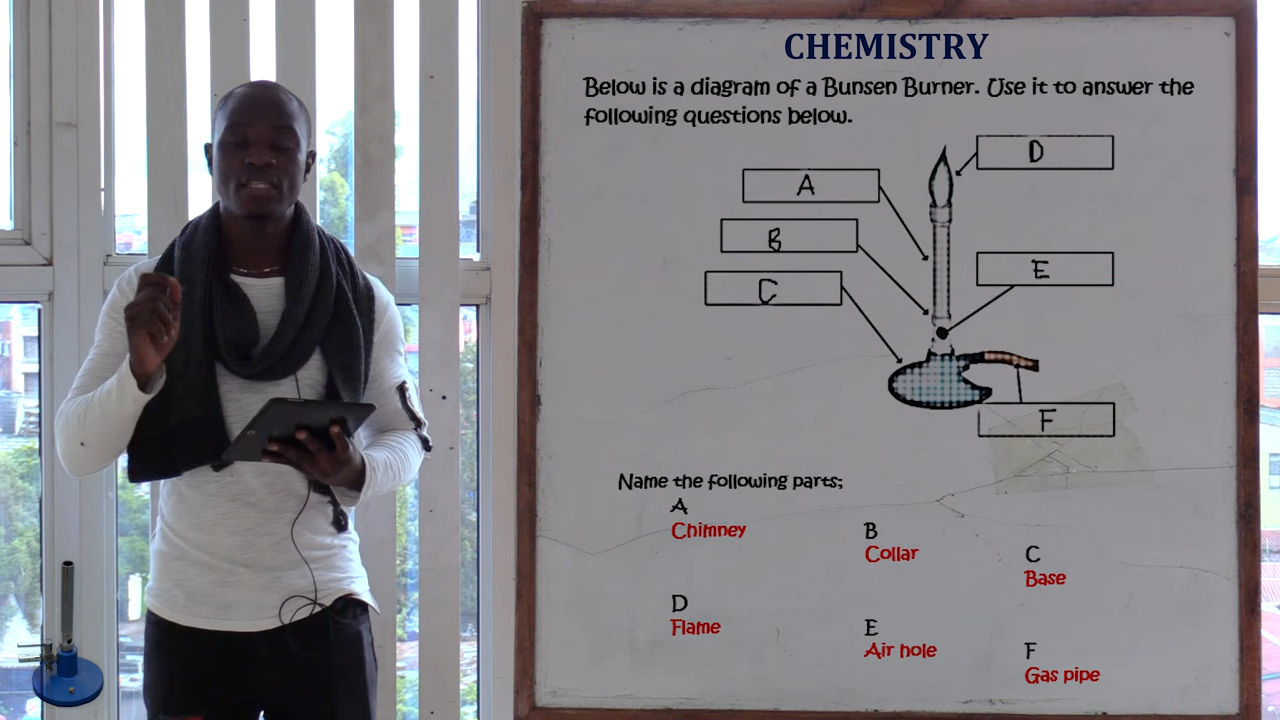 CHEMISTRY
Below is a diagram of a Bunsen Burner. Use it to answer the
following questions below.
D
A
B
E
C
F
Name the following parts;
A
Chimney
B
Collar
C
Base
D
Flame
E
Air hole
F
Gas pipe